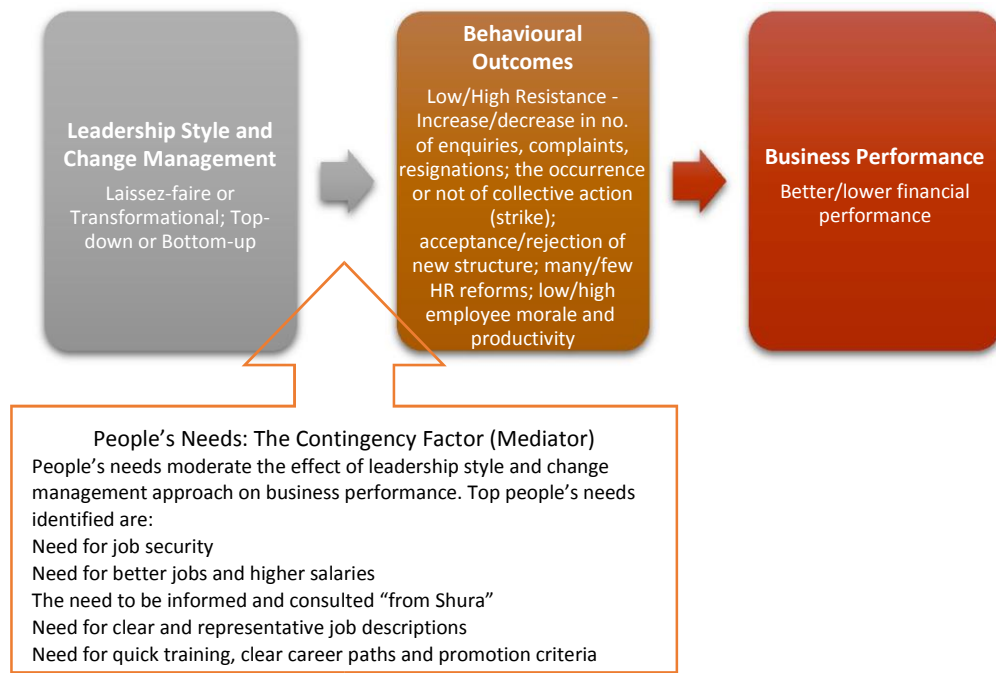 Leadership Style and
Change Management
Laissez-faire or
Transformational; Top-
down or Bottom-up
Behavioural
Outcomes
Low/High Resistance -
Increase/decrease in no.
of enquiries, complaints,
resignations; the occurrence
or not of collective action
(strike);
acceptance/rejection of
new structure; many/few
HR reforms; low/high
employee morale and
productivity
Business Performance
Better/lower financial
performance
People's Needs: The Contingency Factor (Mediator)
People's needs moderate the effect of leadership style and change
management approach on business performance. Top people's needs
identified are:
Need for job security
Need for better jobs and higher salaries
The need to be informed and consulted “from Shura”
Need for clear and representative job descriptions
Need for quick training, clear career paths and promotion criteria